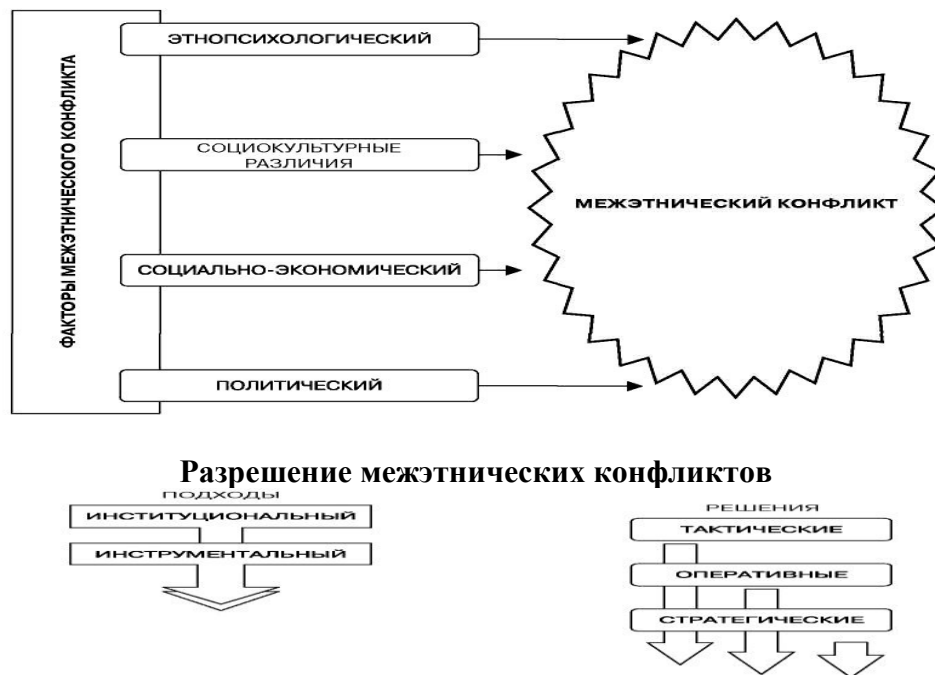 ФАКТОРЫ МЕЖЭТНИЧЕСКОГО КОНФЛИКТА
ЭТНОПСИХОЛОГИЧЕСКИЙ
СОЦИОКУЛЬТУРНЫЕ
РАЗЛИЧИЯ
СОЦИАЛЬНО-ЭКОНОМИЧЕСКИЙ
ПОЛИТИЧЕСКИЙ
МЕЖЭТНИЧЕСКИЙ КОНФЛИКТ
Разрешение межэтнических конфликтов
ПОДХОДЫ
ИНСТИТУЦИОНАЛЬНЫЙ
ИНСТРУМЕНТАЛЬНЫЙ
РЕШЕНИЯ
ТАКТИЧЕСКИЕ
ОПЕРАТИВНЫЕ
СТРАТЕГИЧЕСКИЕ